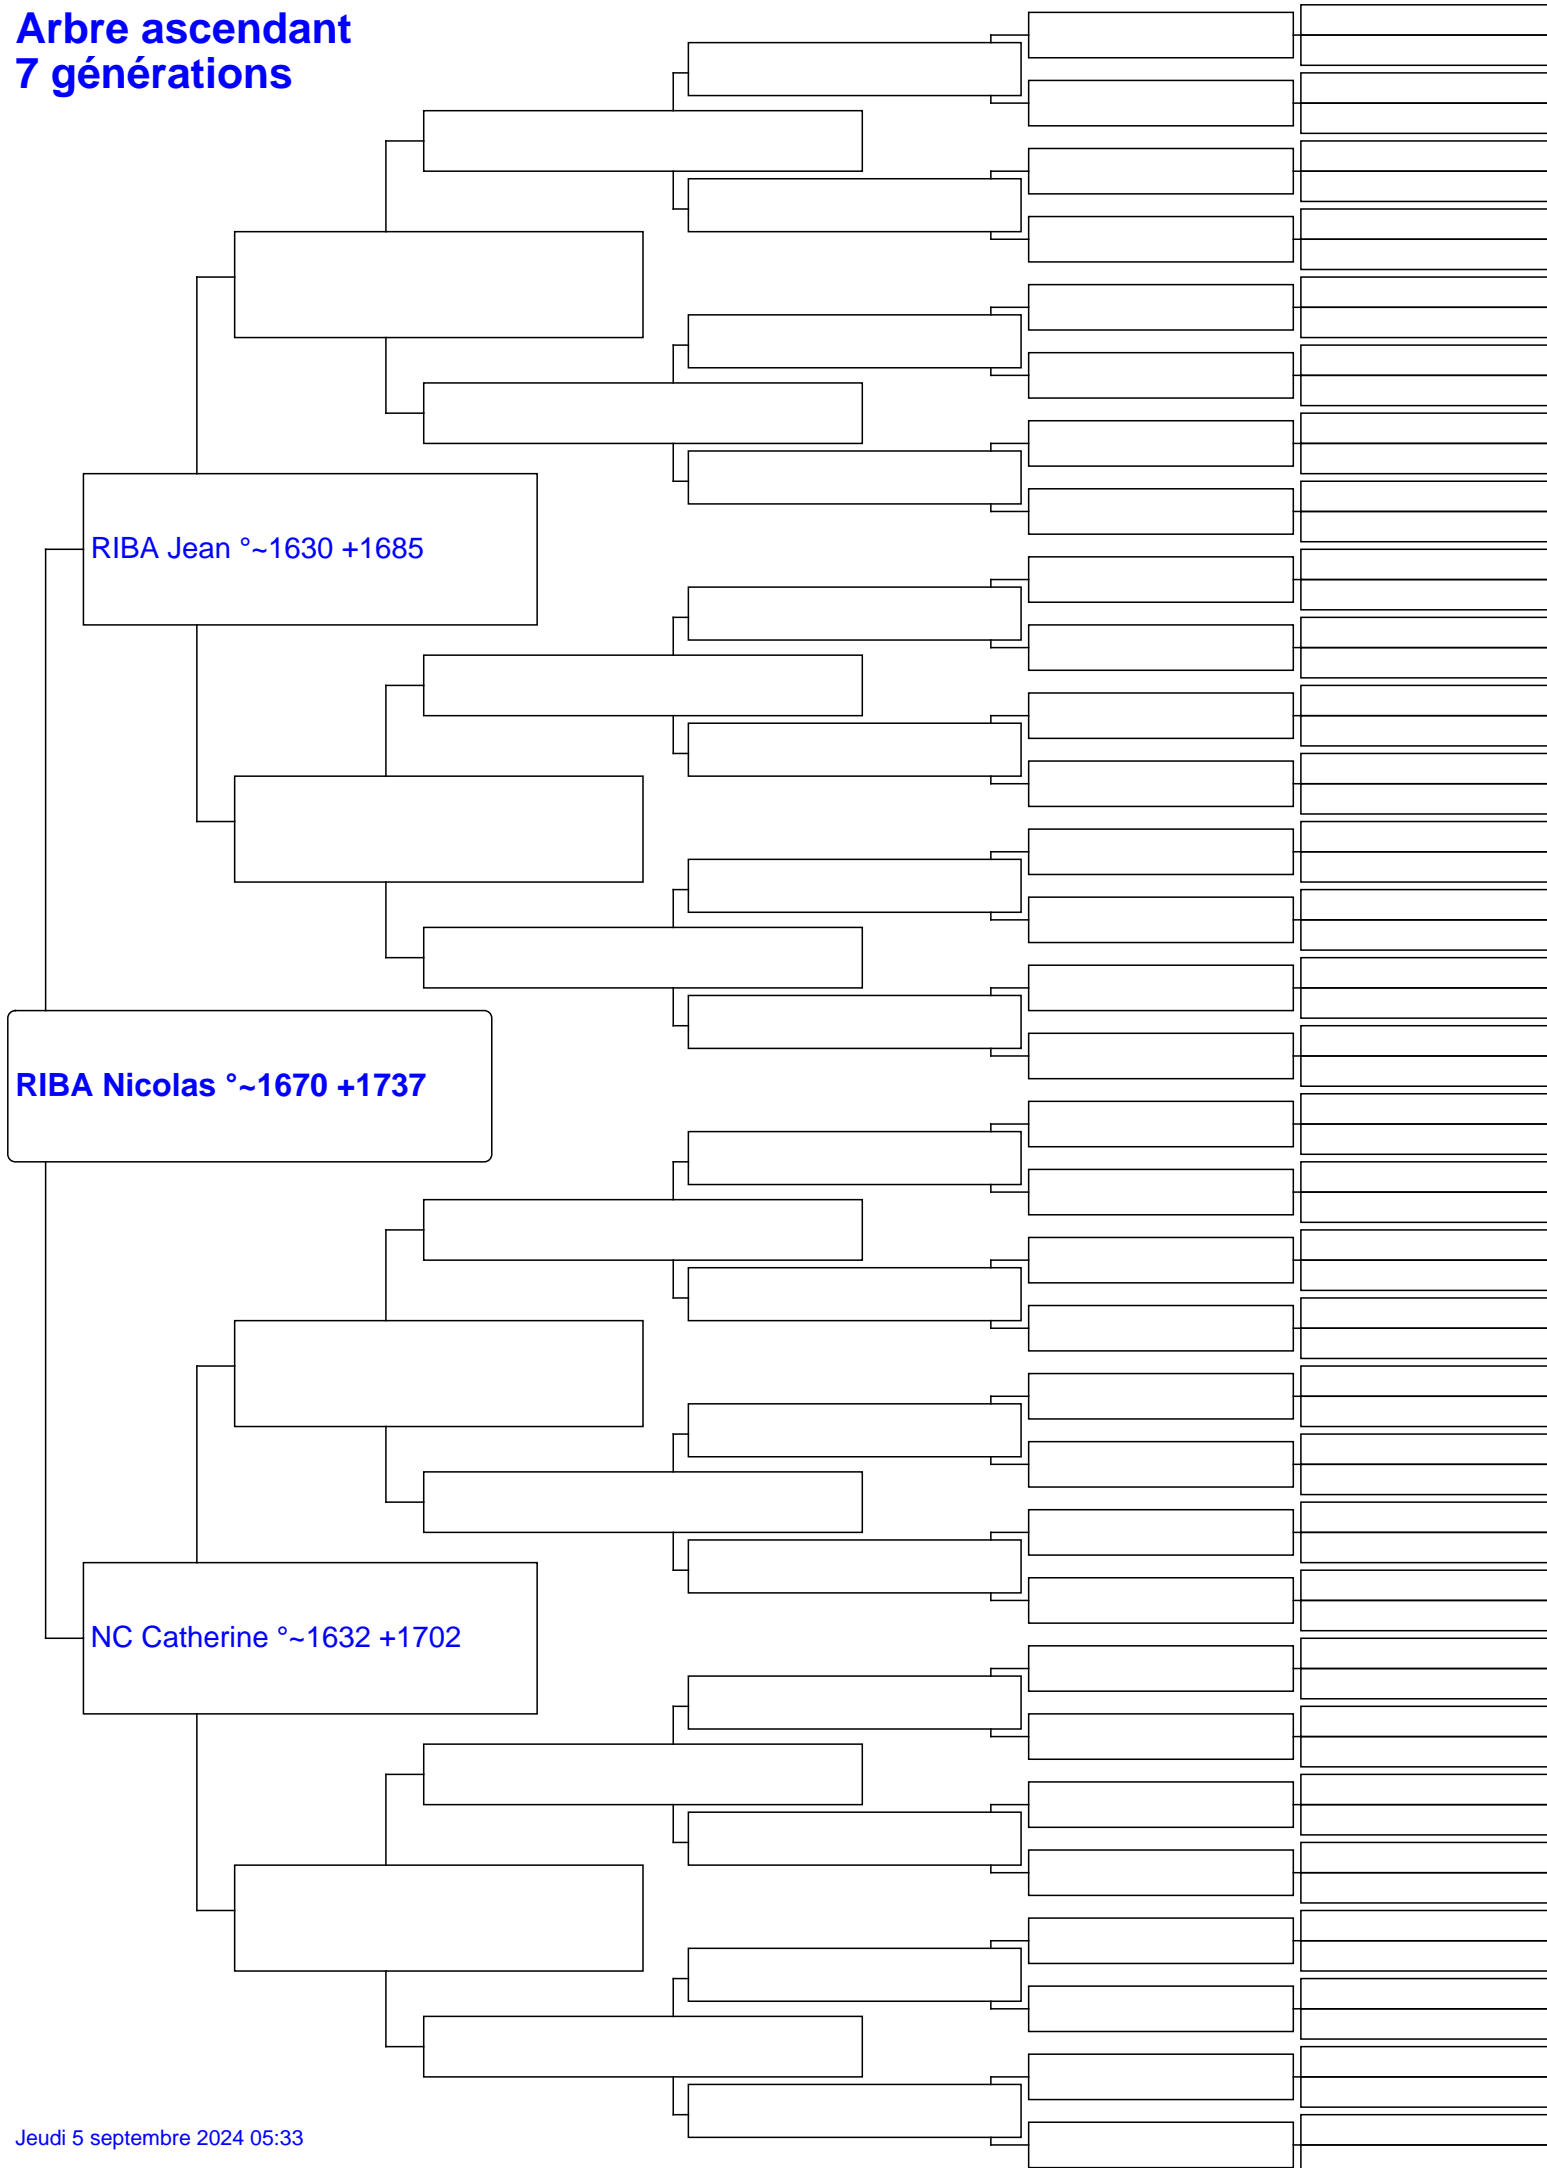 Arbre ascendant
7 générations
RIBA Jean °~1630 +1685
RIBA Nicolas °~1670 +1737
NC Catherine °~1632 +1702
Jeudi 5 septembre 2024 05:33